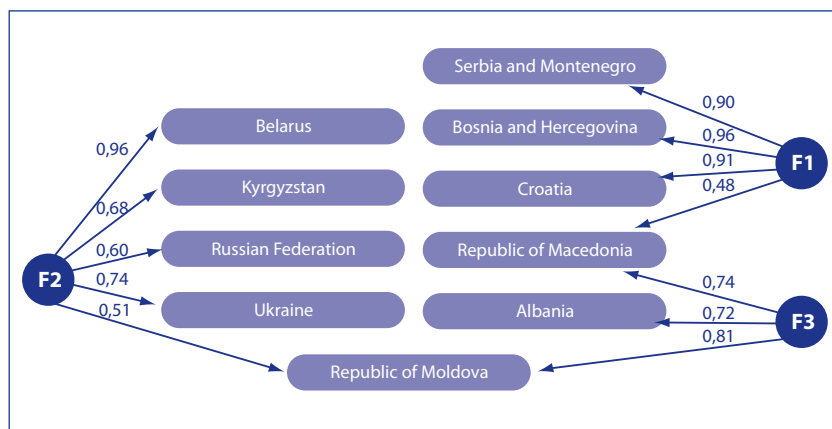 Serbia and Montenegro
0,90
Belarus
Bosnia and Hercegovina
0,96
0,96
F1
0,91
Kyrgyzstan
Croatia
0,48
0,68
Russian Federation
Republic of Macedonia
0,60
F2
0,74
0,74
Ukraine
Albania
0,51
0,72
F3
0,81
Republic of Moldova